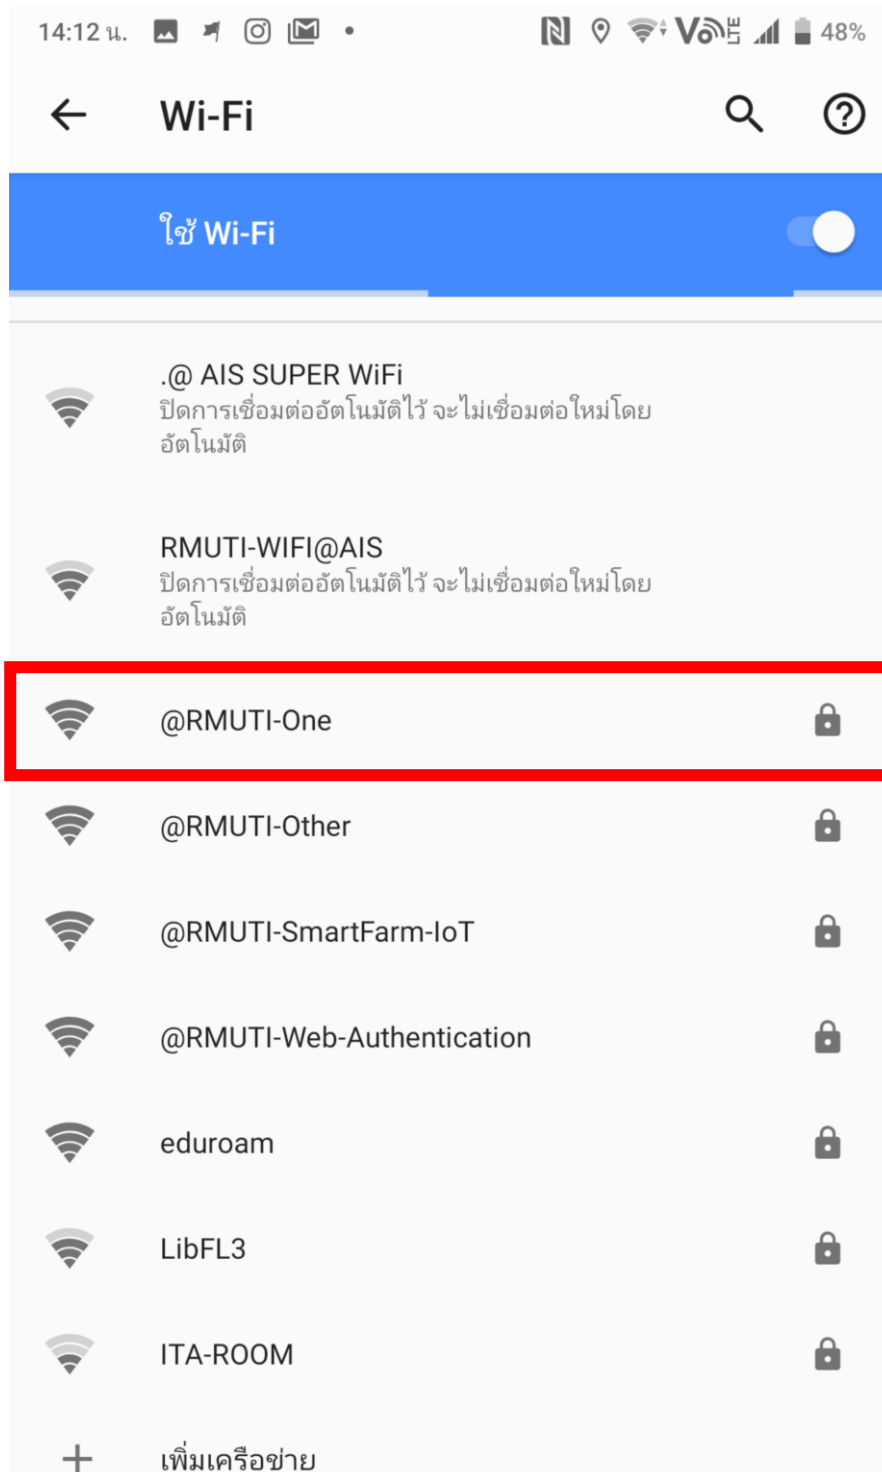 14:12 น.
VoLTE
48%
Wi-Fi
ใช้ Wi-Fi
.@ AIS SUPER WiFi
ปิดการเชื่อมต่ออัตโนมัติไว้ จะไม่เชื่อมต่อใหม่โดย
อัตโนมัติ
RMUTI-WIFI@AIS
ปิดการเชื่อมต่ออัตโนมัติไว้ จะไม่เชื่อมต่อใหม่โดย
อัตโนมัติ
@RMUTI-One
@RMUTI-Other
@RMUTI-SmartFarm-IoT
@RMUTI-Web-Authentication
eduroam
LibFL3
ITA-ROOM
เพิ่มเครือข่าย